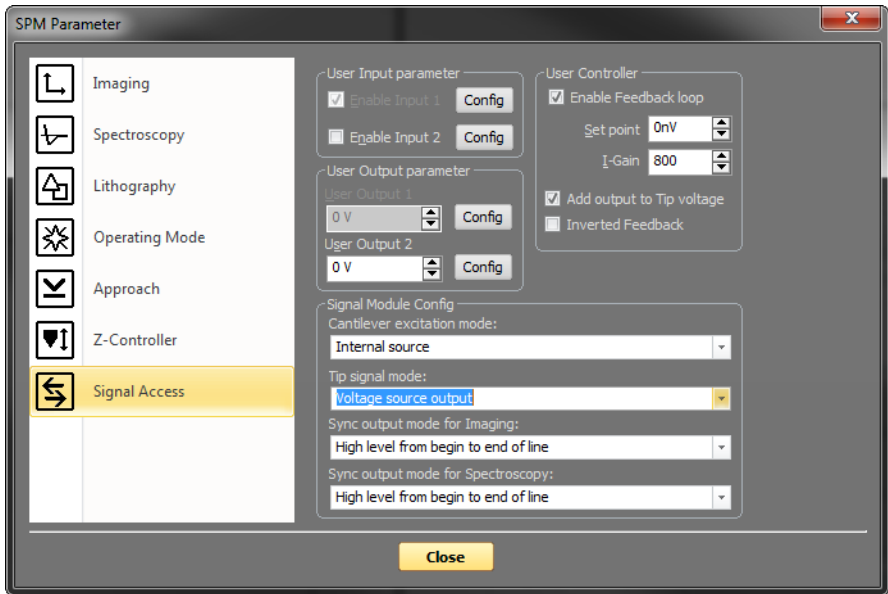 SPM Parameter
Imaging
Spectroscopy
Lithography
Operating Mode
Approach
Z-Controller
Signal Access
User Input parameter
Enable Input 1
Config
Enable Input 2
Config
User Output parameter
User Output 1
0 V
Config
User Output 2
0 V
Config
User Controller
Enable Feedback loop
Set point
0nV
I-Gain
800
Add output to Tip voltage
Inverted Feedback
Signal Module Config
Cantilever excitation mode:
Internal source
Tip signal mode:
Voltage source output
Sync output mode for Imaging:
High level from begin to end of line
Sync output mode for Spectroscopy:
High level from begin to end of line
Close